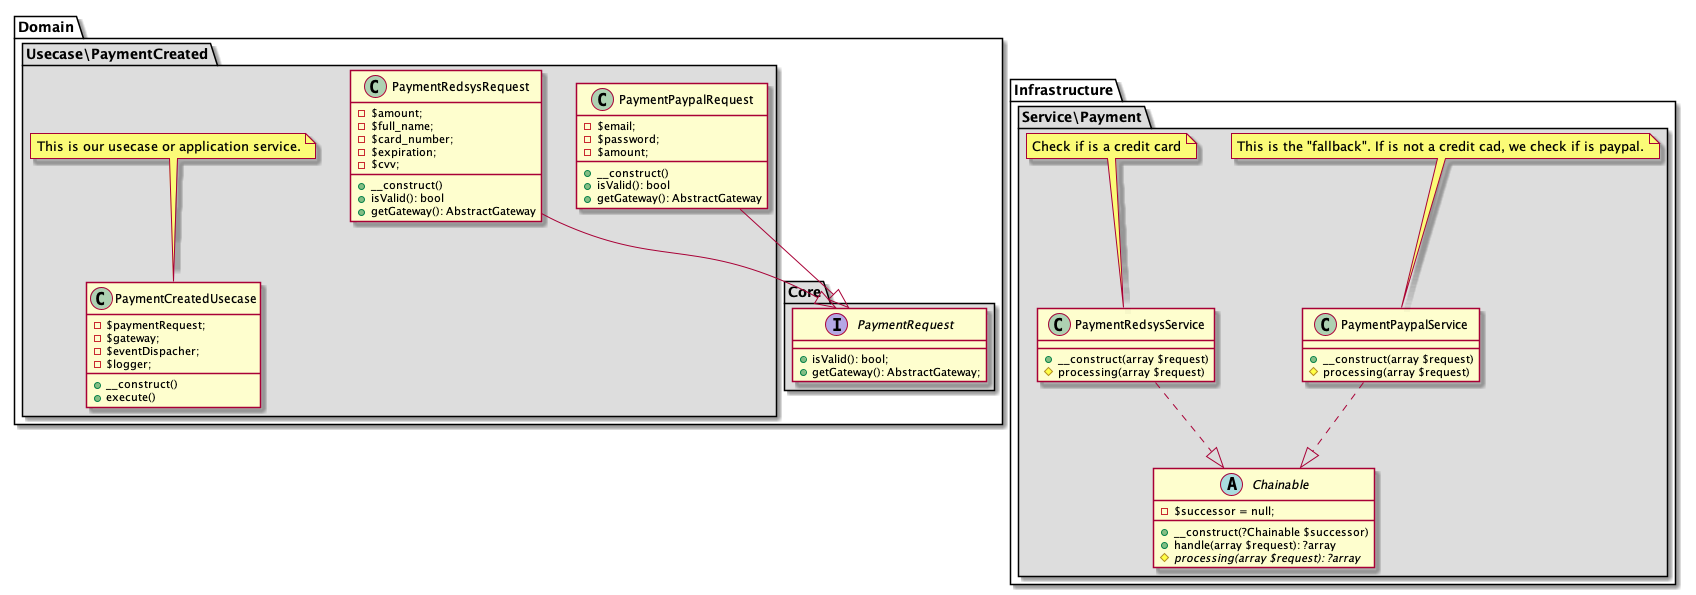 Domain
Usecase\PaymentCreated
This is our usecase or application service.
C PaymentRedsysRequest
$amount;
$full_name;
$card_number;
$expiration;
$cvv;
__construct()
isValid(): bool
getGateway(): AbstractGateway
C PaymentPaypalRequest
$email;
$password;
$amount;
__construct()
isValid(): bool
getGateway(): AbstractGateway
C PaymentCreatedUsecase
$paymentRequest;
$gateway;
$eventDispacher;
$logger;
__construct()
execute()
Core
I PaymentRequest
isValid(): bool;
getGateway(): AbstractGateway;
Infrastructure
Service\Payment
Check if is a credit card
This is the "fallback". If is not a credit cad, we check if is paypal.
C PaymentRedsysService
__construct(array $request)
processing(array $request)
C PaymentPaypalService
__construct(array $request)
processing(array $request)
A Chainable
$successor = null;
__construct(?Chainable $successor)
handle(array $request): ?array
processing(array $request): ?array